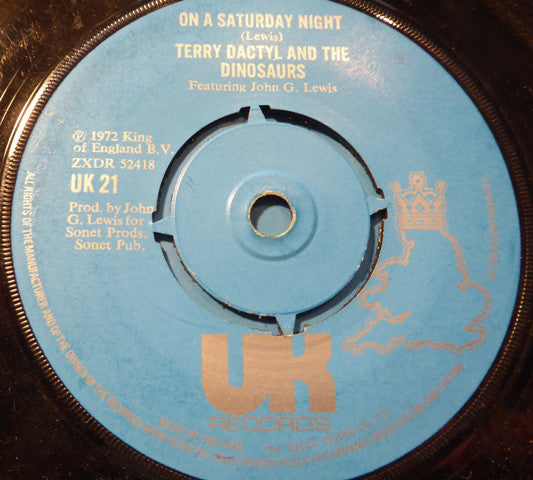 ON A SATURDAY NIGHT
(Lewis)
TERRY DACTYL AND THE
DINOSAURS
Featuring John G. Lewis
℗ 1972 King
of England B.V.
ZXDR 52418
UK 21
Prod. by John
G. Lewis for
Sonet Prods.
Sonet Pub.
UK
RECORDS
ALL RIGHTS OF THE MANUFACTURER AND OF THE OWNER OF THE RECORDED WORK
MADE IN ENGLAND